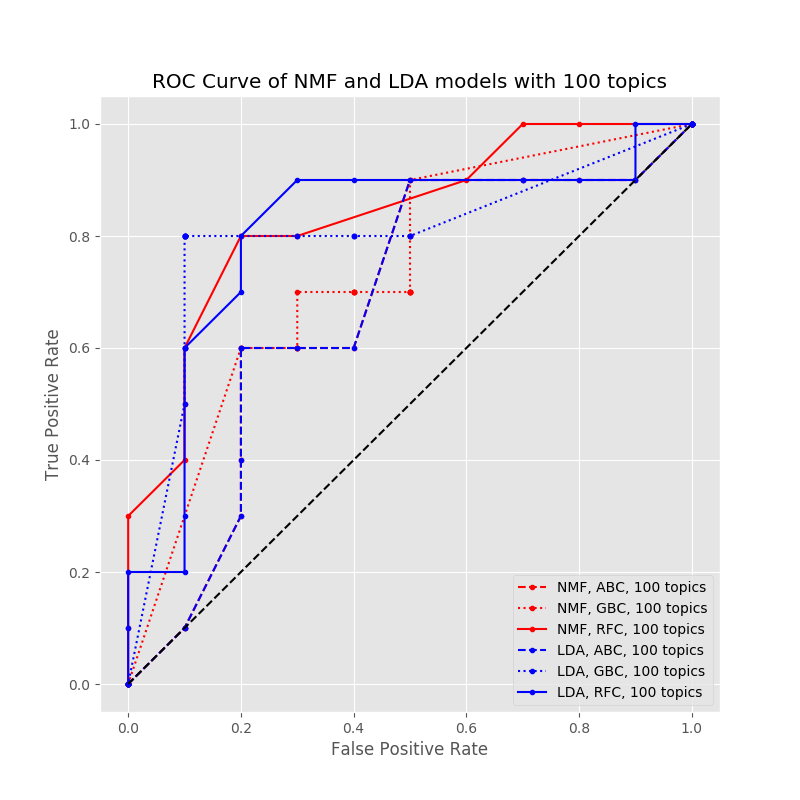 ROC Curve of NMF and LDA models with 100 topics
True Positive Rate
1.0
0.8
0.6
0.4
0.2
0.0
NMF, ABC, 100 topics
NMF, GBC, 100 topics
NMF, RFC, 100 topics
LDA, ABC, 100 topics
LDA, GBC, 100 topics
LDA, RFC, 100 topics
0.0 0.2 0.4 0.6 0.8 1.0
False Positive Rate